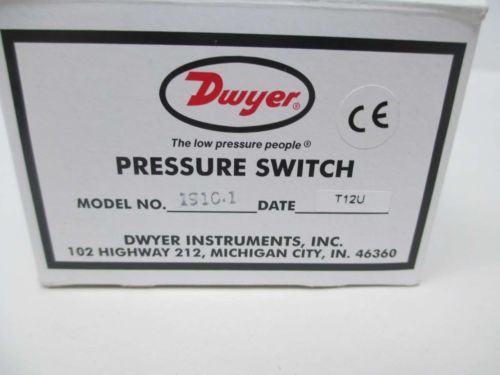 Dwyer®
CE
The low pressure people®
PRESSURE SWITCH
MODEL NO. 1910.1 DATE T12U
DWYER INSTRUMENTS, INC.
102 HIGHWAY 212, MICHIGAN CITY, IN. 46360